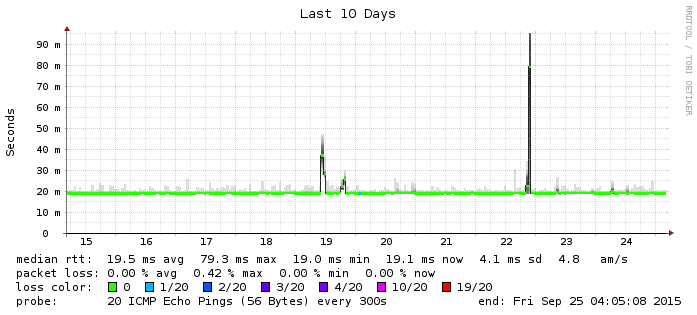 Last 10 Days
RRDTOOL / TOBI OETIKER
Seconds
90 m
80 m
70 m
60 m
50 m
40 m
30 m
20 m
10 m
0
15 16 17 18 19 20 21 22 23 24
median rtt: 19.5 ms avg 79.3 ms max 19.0 ms min 19.1 ms now 4.1 ms sd 4.8 am/s
packet loss: 0.00 % avg 0.42 % max 0.00 % min 0.00 % now
loss color: 0 1/20 2/20 3/20 4/20 10/20 19/20
probe: 20 ICMP Echo Pings (56 Bytes) every 300s end: Fri Sep 25 04:05:08 2015